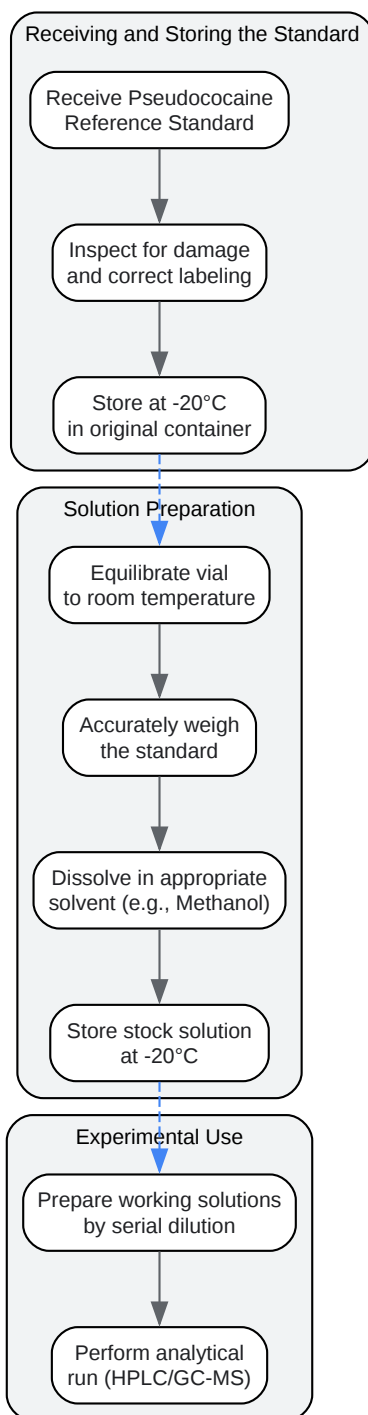 Receiving and Storing the Standard
Receive Pseudococaine
Reference Standard
Inspect for damage
and correct labeling
Store at -20°C
in original container
Solution Preparation
Equilibrate vial
to room temperature
Accurately weigh
the standard
Dissolve in appropriate
solvent (e.g., Methanol)
Store stock solution
at -20°C
Experimental Use
Prepare working solutions
by serial dilution
Perform analytical
run (HPLC/GC-MS)